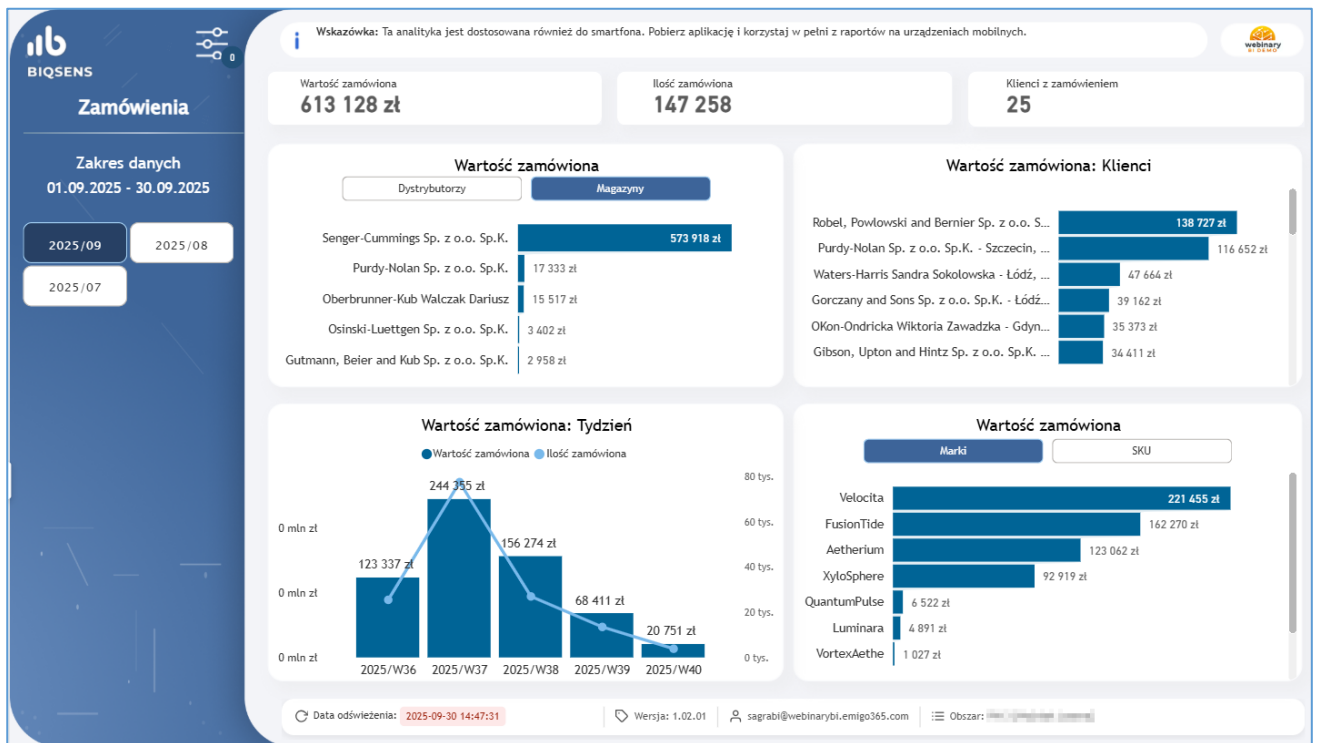 BIQSENS
0
Zamówienia
Zakres danych
01.09.2025 - 30.09.2025
2025/09
2025/08
2025/07
Wskazówka: Ta analityka jest dostosowana również do smartfona. Pobierz aplikację i korzystaj w pełni z raportów na urządzeniach mobilnych.
webinary
BI DEMO
Wartość zamówiona
613 128 zł
Ilość zamówiona
147 258
Klienci z zamówieniem
25
Wartość zamówiona
Dystrybutorzy
Magazyny
Senger-Cummings Sp. z o.o. Sp.K.
573 918 zł
Purdy-Nolan Sp. z o.o. Sp.K.
17 333 zł
Oberbrunner-Kub Walczak Dariusz
15 517 zł
Osinski-Luettgen Sp. z o.o. Sp.K.
3 402 zł
Gutmann, Beier and Kub Sp. z o.o. Sp.K.
2 958 zł
Wartość zamówiona: Klienci
Robel, Powlowski and Bernier Sp. z o.o. S...
138 727 zł
Purdy-Nolan Sp. z o.o. Sp.K. - Szczecin, ...
116 652 zł
Waters-Harris Sandra Sokolowska - Łódź, ...
47 664 zł
Gorczany and Sons Sp. z o.o. Sp.K. - Łódź...
39 162 zł
OKon-Ondricka Wiktoria Zawadzka - Gdyn...
35 373 zł
Gibson, Upton and Hintz Sp. z o.o. Sp.K. ...
34 411 zł
Wartość zamówiona: Tydzień
Wartość zamówiona
Ilość zamówiona
0 mln zł
0 mln zł
0 mln zł
80 tys.
60 tys.
40 tys.
20 tys.
0 tys.
123 337 zł
244 355 zł
156 274 zł
68 411 zł
20 751 zł
2025/W36
2025/W37
2025/W38
2025/W39
2025/W40
Wartość zamówiona
Marki
SKU
Velocita
221 455 zł
FusionTide
162 270 zł
Aetherium
123 062 zł
XyloSphere
92 919 zł
QuantumPulse
6 522 zł
Luminara
4 891 zł
VortexAethe
1 027 zł
Data odświeżenia: 2025-09-30 14:47:31
Wersja: 1.02.01
sagrabi@webinarybi.emigo365.com
Obszar: